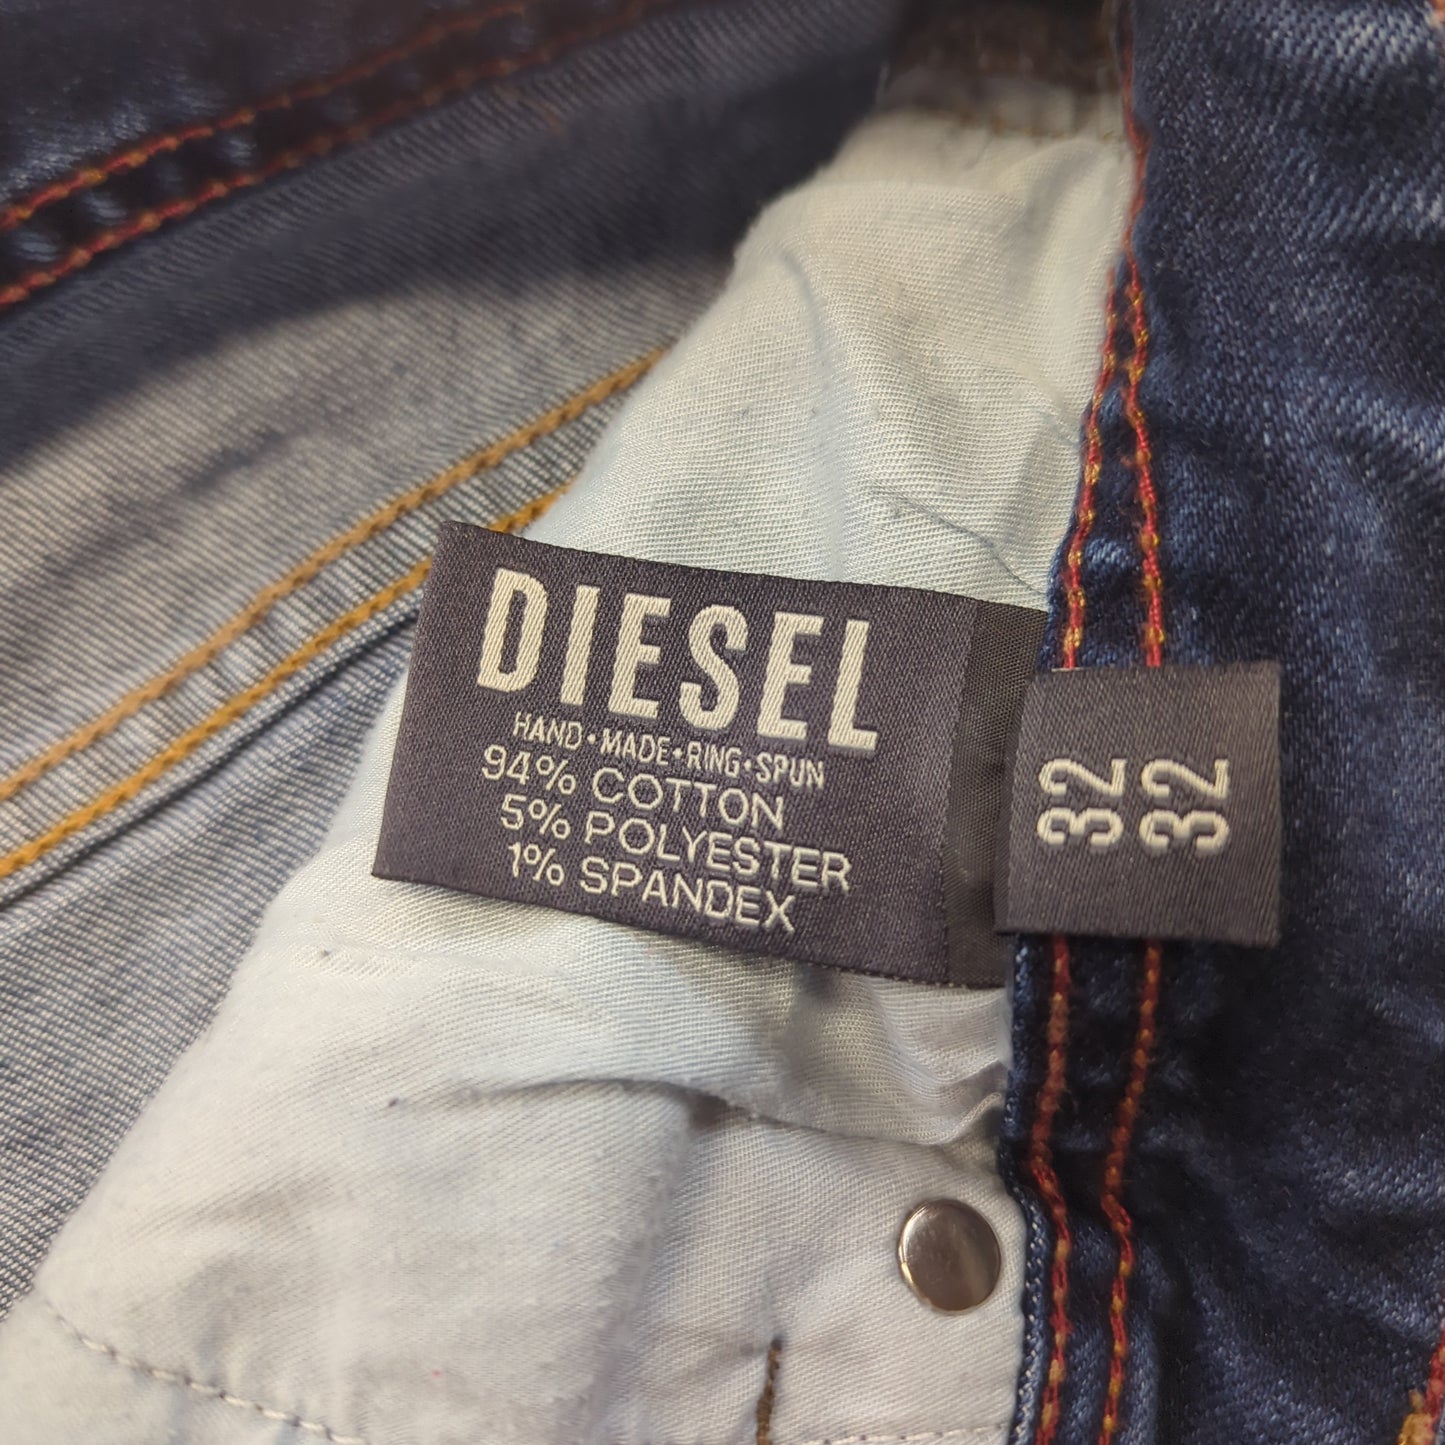 DIESEL
HAND•MADE•RING•SPUN
94% COTTON
5% POLYESTER
1% SPANDEX
32
32